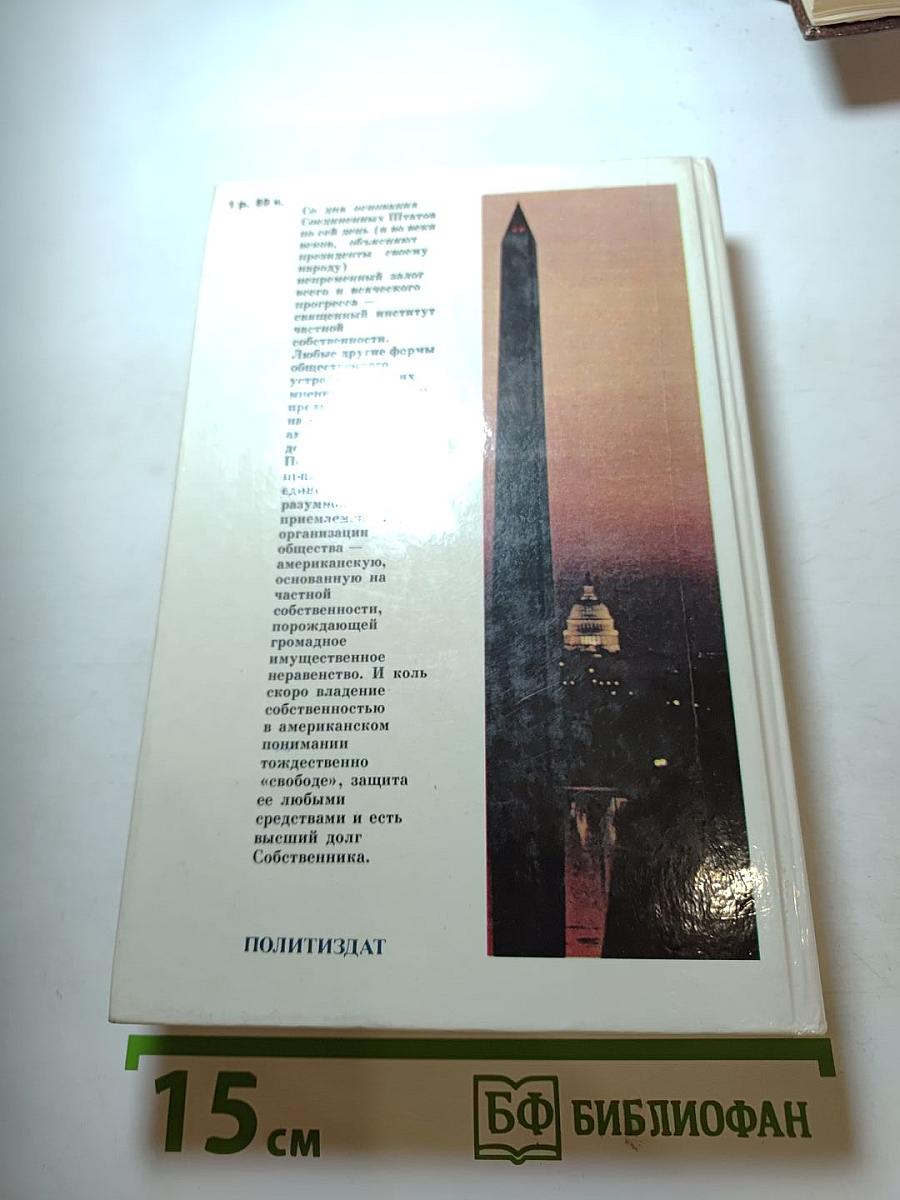 1 р. 80 к.
Со дня основания
Соединенных Штатов
по сей день (и во веки
веков, объясняют
президенты своему
народу)
непременный залог
всего и всяческого
прогресса —
священный институт
частной
собственности.
Любые другие формы
общественного
их
организации
общества —
американскую,
основанную на
частной
собственности,
порождающей
громадное
имущественное
неравенство. И коль
скоро владение
собственностью
в американском
понимании
тождественно
«свободе», защита
ее любыми
средствами и есть
высший долг
Собственника.
ПОЛИТИЗДАТ
15 см
БФ БИБЛИОФАН